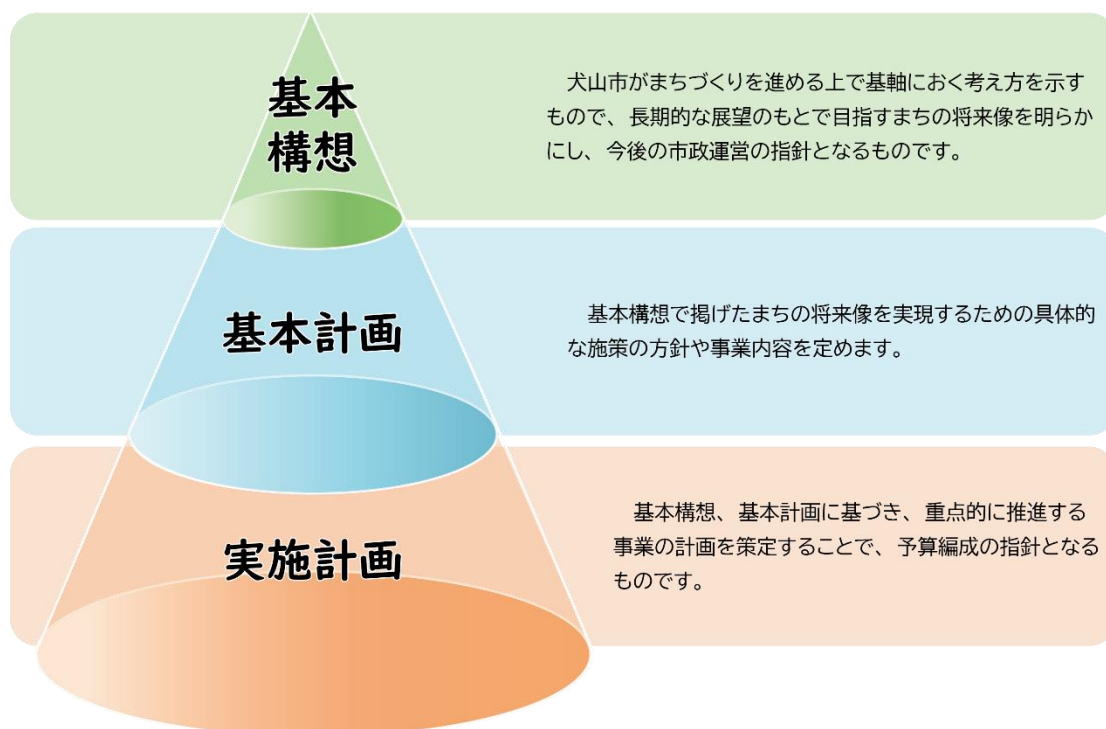 基本
構想
犬山市がまちづくりを進める上で基軸におく考え方を示す
もので、長期的な展望のもとで目指すまちの将来像を明らか
にし、今後の市政運営の指針となるものです。
基本計画
基本構想で掲げたまちの将来像を実現するための具体的
な施策の方針や事業内容を定めます。
実施計画
基本構想、基本計画に基づき、重点的に推進する
事業の計画を策定することで、予算編成の指針となる
ものです。